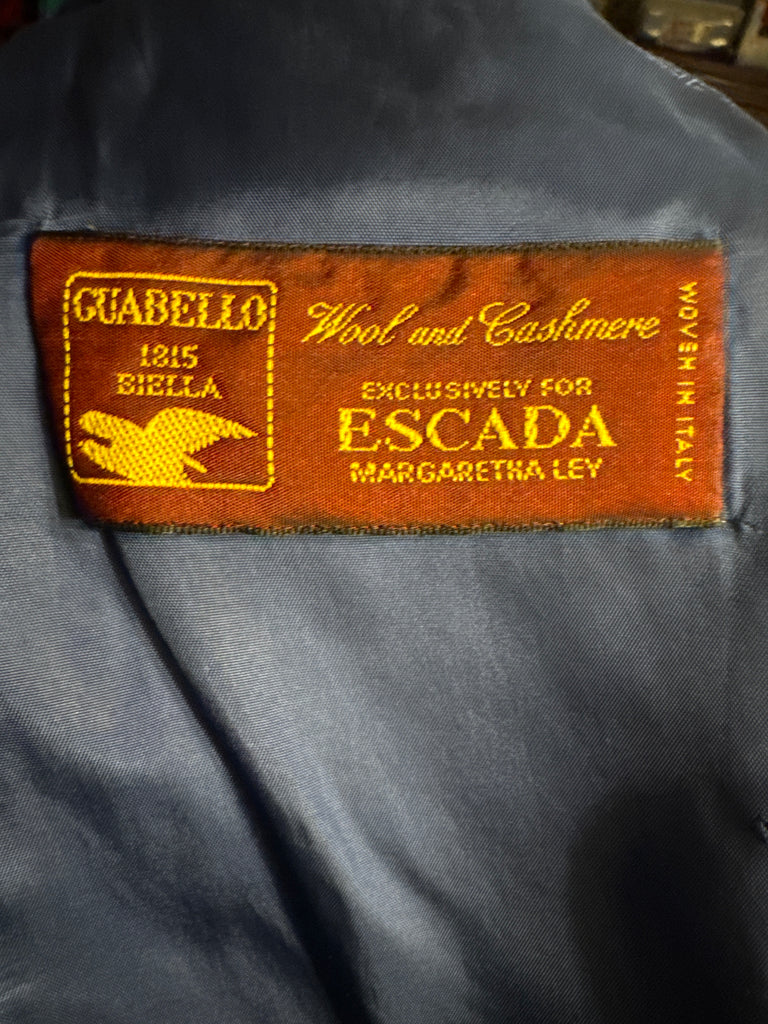 GUABELLO
1815
BIELLA
Wool and Cashmere
EXCLUSIVELY FOR
ESCADA
MARGARETHA LEY
WOVEN IN ITALY